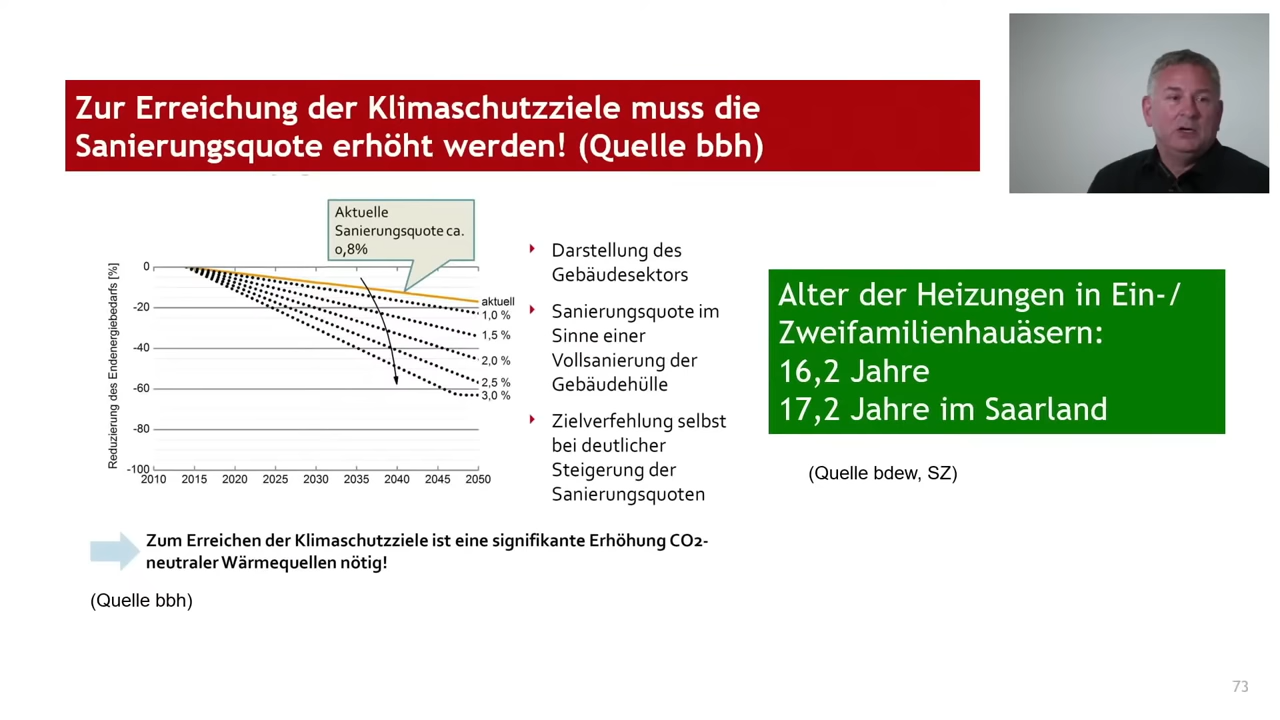 Zur Erreichung der Klimaschutzziele muss die
Sanierungsquote erhöht werden! (Quelle bbh)
Aktuelle
Sanierungsquote ca.
0,8%
Reduzierung des Endenergiebedarfs [%]
0
-20
-40
-60
-80
-100
2010 2015 2020 2025 2030 2035 2040 2045 2050
aktuell
1,0 %
1,5 %
2,0 %
2,5 %
3,0 %
Darstellung des
Gebäudesektors
Sanierungsquote im
Sinne einer
Vollsanierung der
Gebäudehülle
Zielverfehlung selbst
bei deutlicher
Steigerung der
Sanierungsquoten
Alter der Heizungen in Ein-/
Zweifamilienhauäsern:
16,2 Jahre
17,2 Jahre im Saarland
(Quelle bdew, SZ)
Zum Erreichen der Klimaschutzziele ist eine signifikante Erhöhung CO2-
neutraler Wärmequellen nötig!
(Quelle bbh)
73